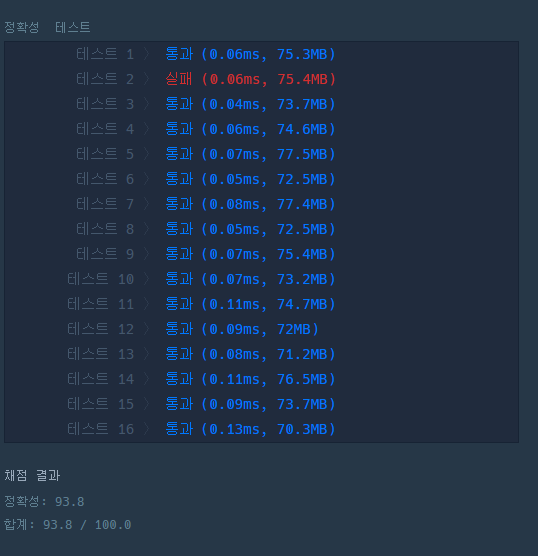 정확성 테스트
테스트 1 〉 통과 (0.06ms, 75.3MB)
테스트 2 〉 실패 (0.06ms, 75.4MB)
테스트 3 〉 통과 (0.04ms, 73.7MB)
테스트 4 〉 통과 (0.06ms, 74.6MB)
테스트 5 〉 통과 (0.07ms, 77.5MB)
테스트 6 〉 통과 (0.05ms, 72.5MB)
테스트 7 〉 통과 (0.08ms, 77.4MB)
테스트 8 〉 통과 (0.05ms, 72.5MB)
테스트 9 〉 통과 (0.07ms, 75.4MB)
테스트 10 〉 통과 (0.07ms, 73.2MB)
테스트 11 〉 통과 (0.11ms, 74.7MB)
테스트 12 〉 통과 (0.09ms, 72MB)
테스트 13 〉 통과 (0.08ms, 71.2MB)
테스트 14 〉 통과 (0.11ms, 76.5MB)
테스트 15 〉 통과 (0.09ms, 73.7MB)
테스트 16 〉 통과 (0.13ms, 70.3MB)
채점 결과
정확성: 93.8
합계: 93.8 / 100.0